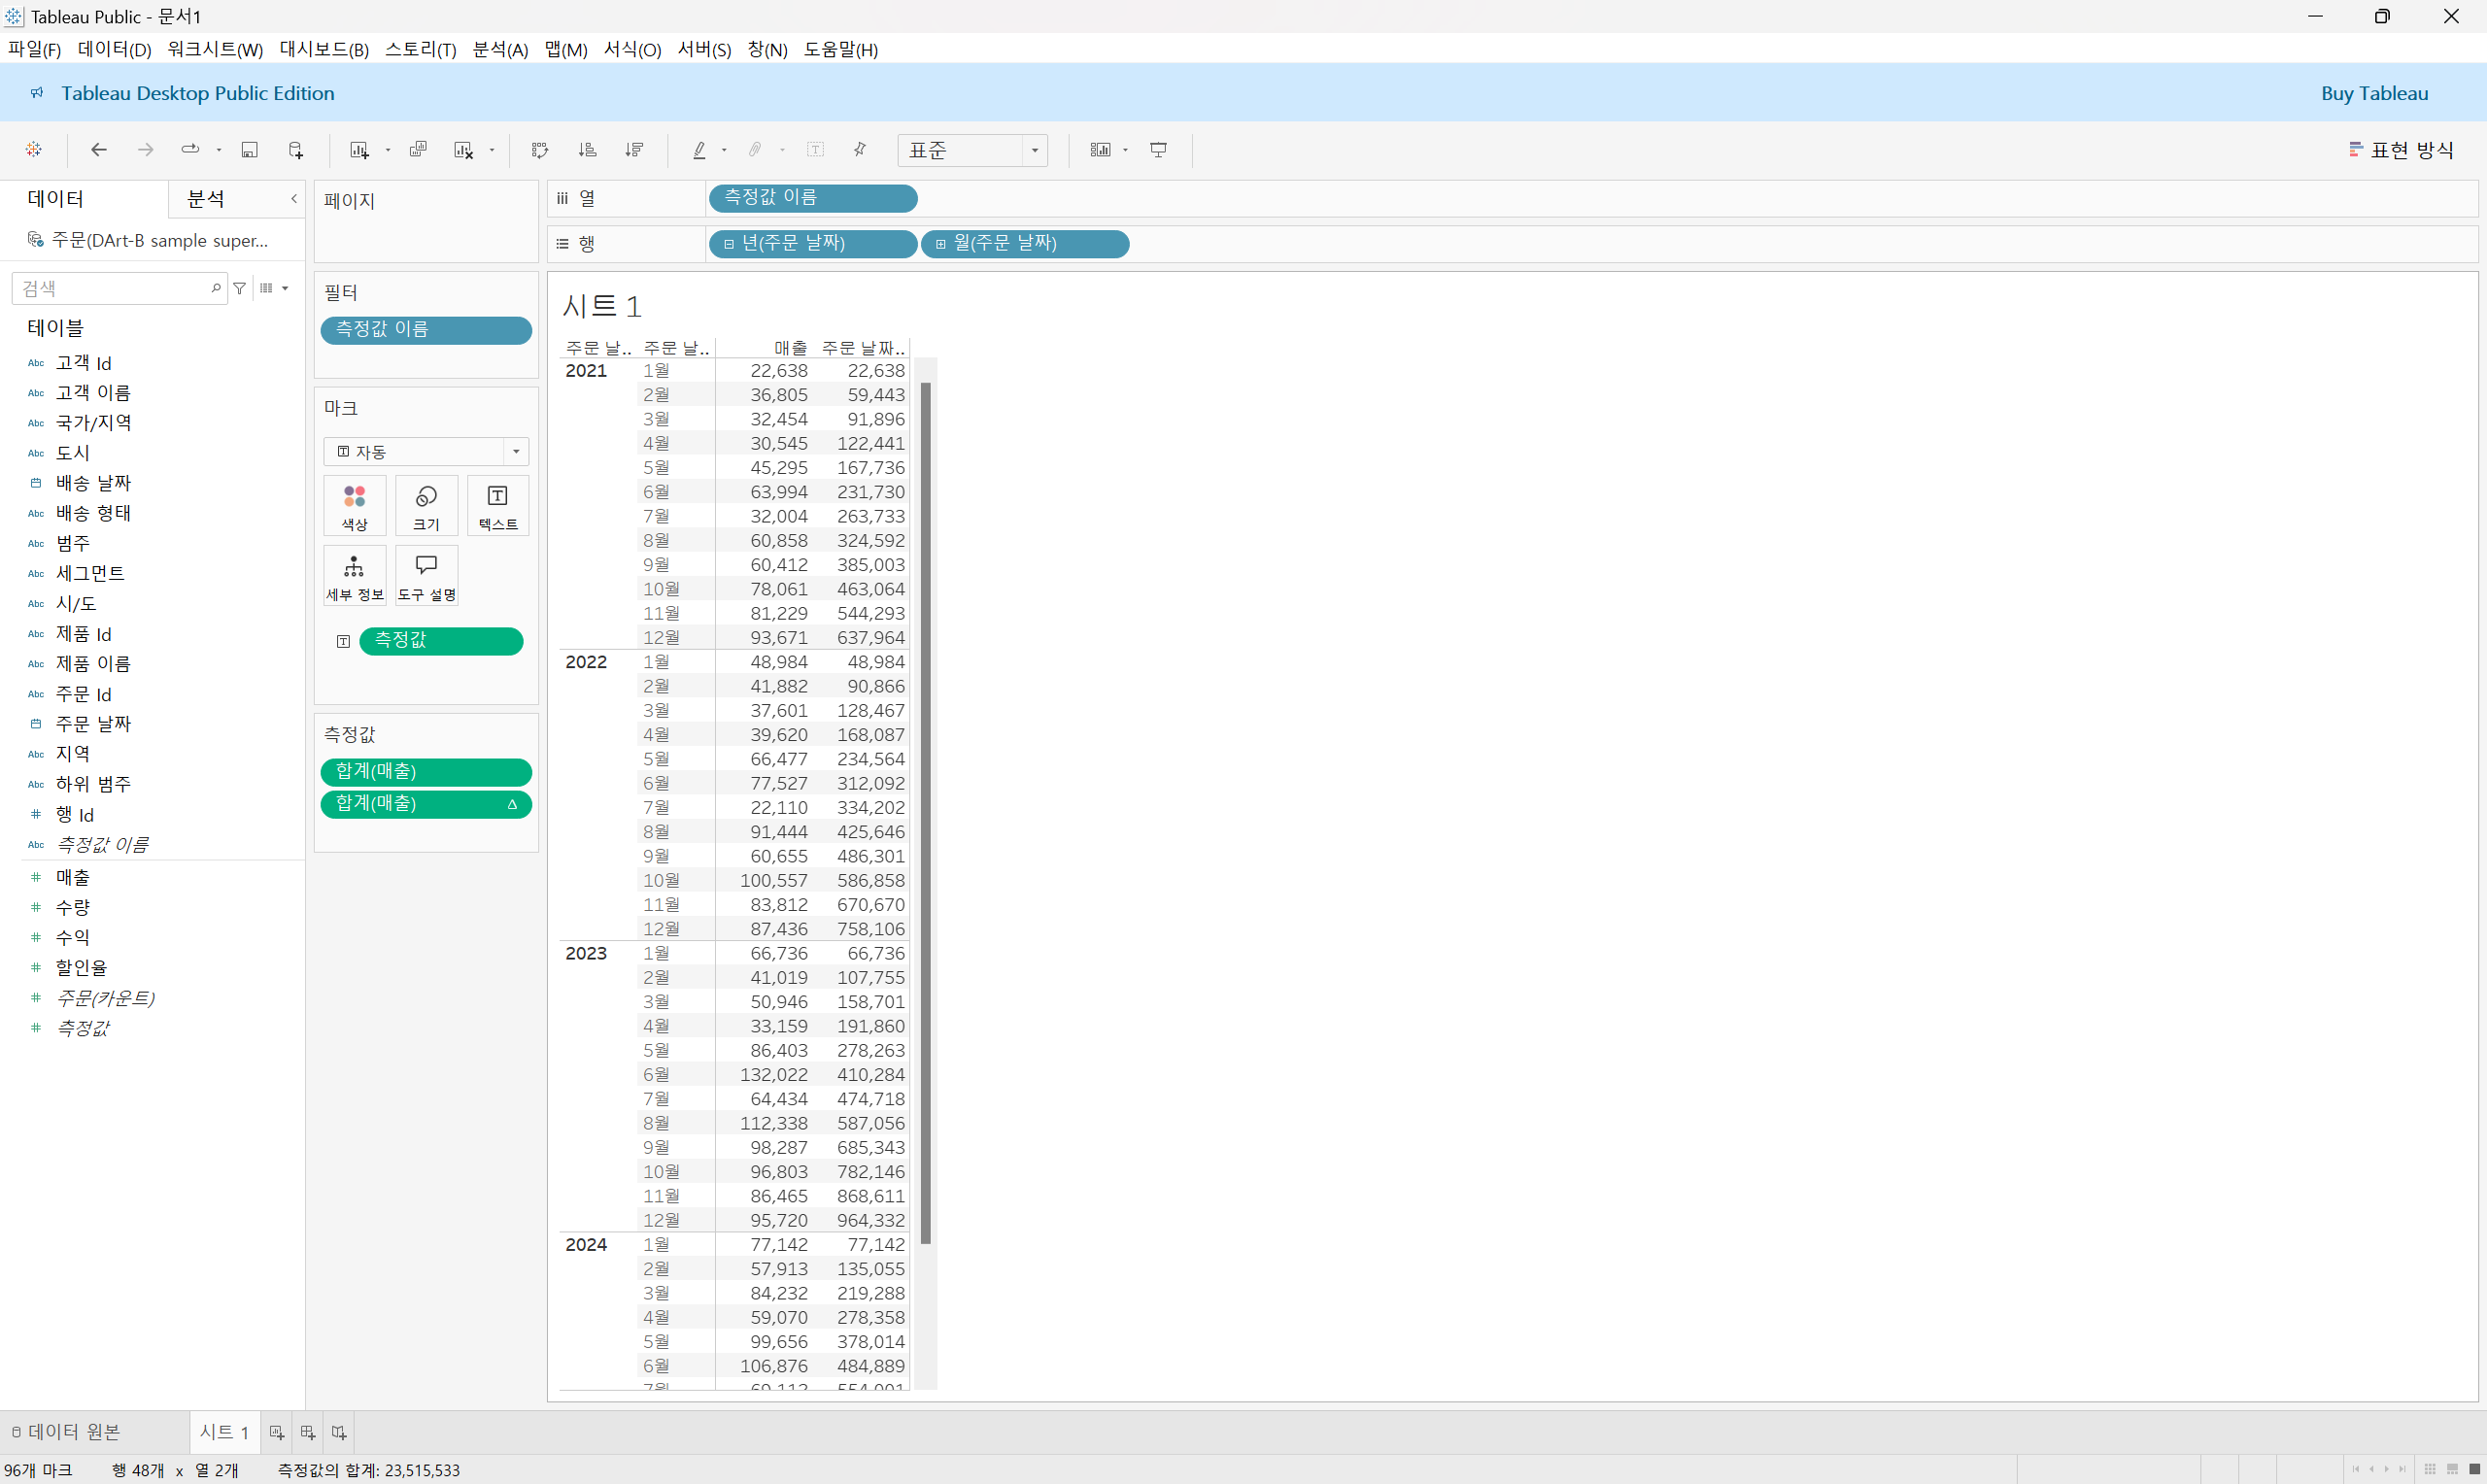 Tableau Public - 문서1
파일(F) 데이터(D) 워크시트(W) 대시보드(B) 스토리(T) 분석(A) 맵(M) 서식(O) 서버(S) 창(N) 도움말(H)
Tableau Desktop Public Edition
Buy Tableau
표준
표현 방식
데이터
분석
주문(DArt-B sample super...
검색
테이블
Abc 고객 Id
Abc 고객 이름
Abc 국가/지역
Abc 도시
배송 날짜
Abc 배송 형태
Abc 범주
Abc 세그먼트
Abc 시/도
Abc 제품 Id
Abc 제품 이름
Abc 주문 Id
주문 날짜
Abc 지역
Abc 하위 범주
# 행 Id
Abc 측정값 이름
# 매출
# 수량
# 수익
# 할인율
# 주문(카운트)
# 측정값
페이지
필터
측정값 이름
마크
자동
색상 크기 텍스트
세부 정보 도구 설명
측정값
측정값
합계(매출)
합계(매출) Δ
열 측정값 이름
행 년(주문 날짜) 월(주문 날짜)
시트 1
주문 날.. 주문 날.. 매출 주문 날짜..
2021 1월 22,638 22,638
2월 36,805 59,443
3월 32,454 91,896
4월 30,545 122,441
5월 45,295 167,736
6월 63,994 231,730
7월 32,004 263,733
8월 60,858 324,592
9월 60,412 385,003
10월 78,061 463,064
11월 81,229 544,293
12월 93,671 637,964
2022 1월 48,984 48,984
2월 41,882 90,866
3월 37,601 128,467
4월 39,620 168,087
5월 66,477 234,564
6월 77,527 312,092
7월 22,110 334,202
8월 91,444 425,646
9월 60,655 486,301
10월 100,557 586,858
11월 83,812 670,670
12월 87,436 758,106
2023 1월 66,736 66,736
2월 41,019 107,755
3월 50,946 158,701
4월 33,159 191,860
5월 86,403 278,263
6월 132,022 410,284
7월 64,434 474,718
8월 112,338 587,056
9월 98,287 685,343
10월 96,803 782,146
11월 86,465 868,611
12월 95,720 964,332
2024 1월 77,142 77,142
2월 57,913 135,055
3월 84,232 219,288
4월 59,070 278,358
5월 99,656 378,014
6월 106,876 484,889
7월
데이터 원본
시트 1
96개 마크 행 48개 x 열 2개 측정값의 합계: 23,515,533